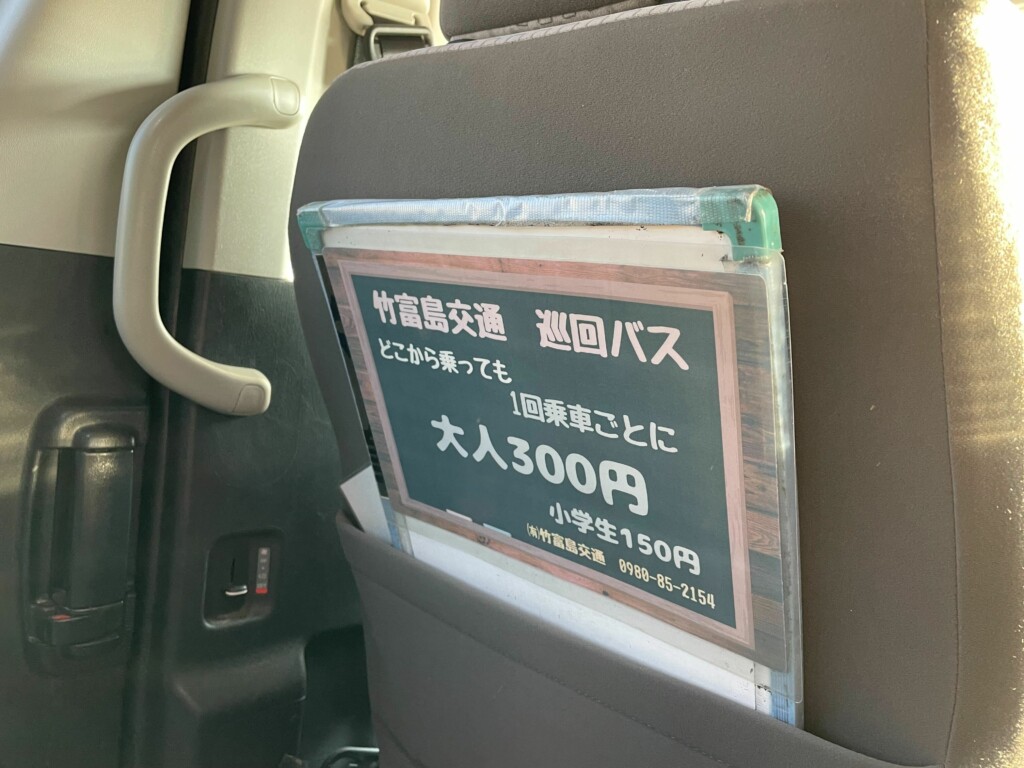 竹富島交通　巡回バス
どこから乗っても
1回乗車ごとに
大人300円
小学生150円
㈲竹富島交通　0980-85-2154